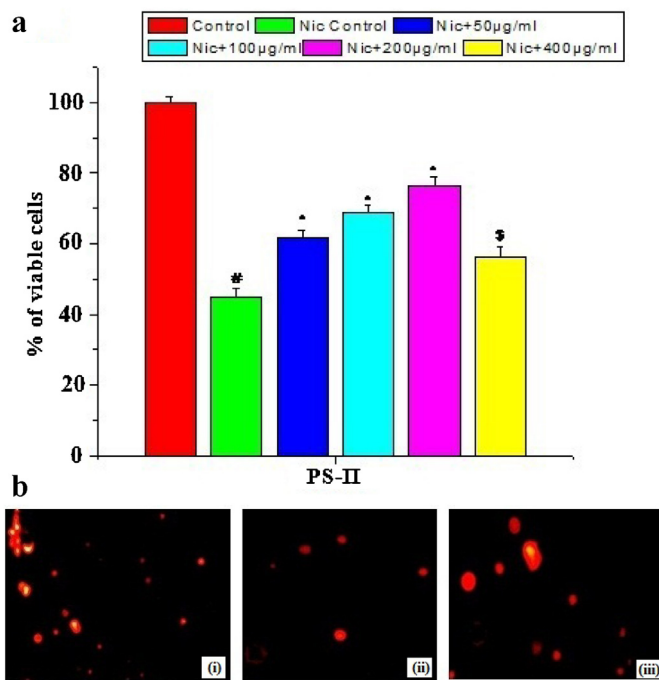 a
Control Nic Control Nic+50µg/ml
Nic+100µg/ml Nic+200µg/ml Nic+400µg/ml
% of viable cells
100
80
60
40
20
0
#
*
*
*
$
PS-II
b
(i)
(ii)
(iii)